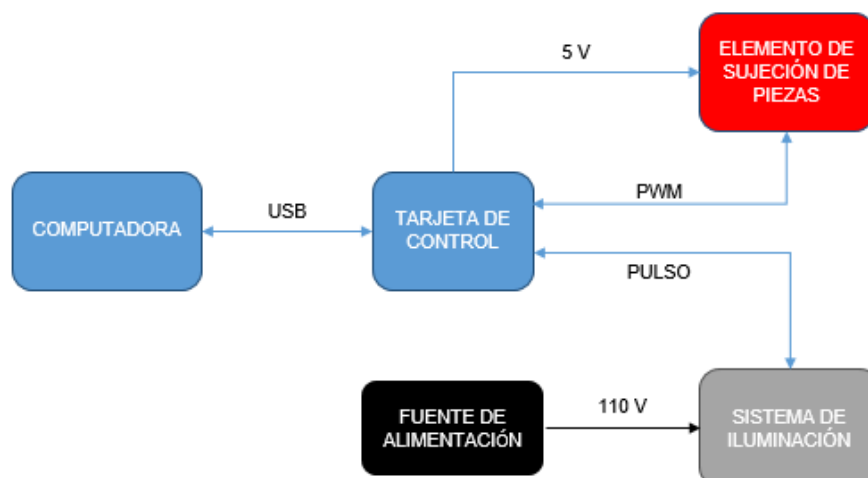 5 V
ELEMENTO DE
SUJECIÓN DE
PIEZAS
COMPUTADORA
USB
TARJETA DE
CONTROL
PWM
PULSO
FUENTE DE
ALIMENTACIÓN
110 V
SISTEMA DE
ILUMINACIÓN